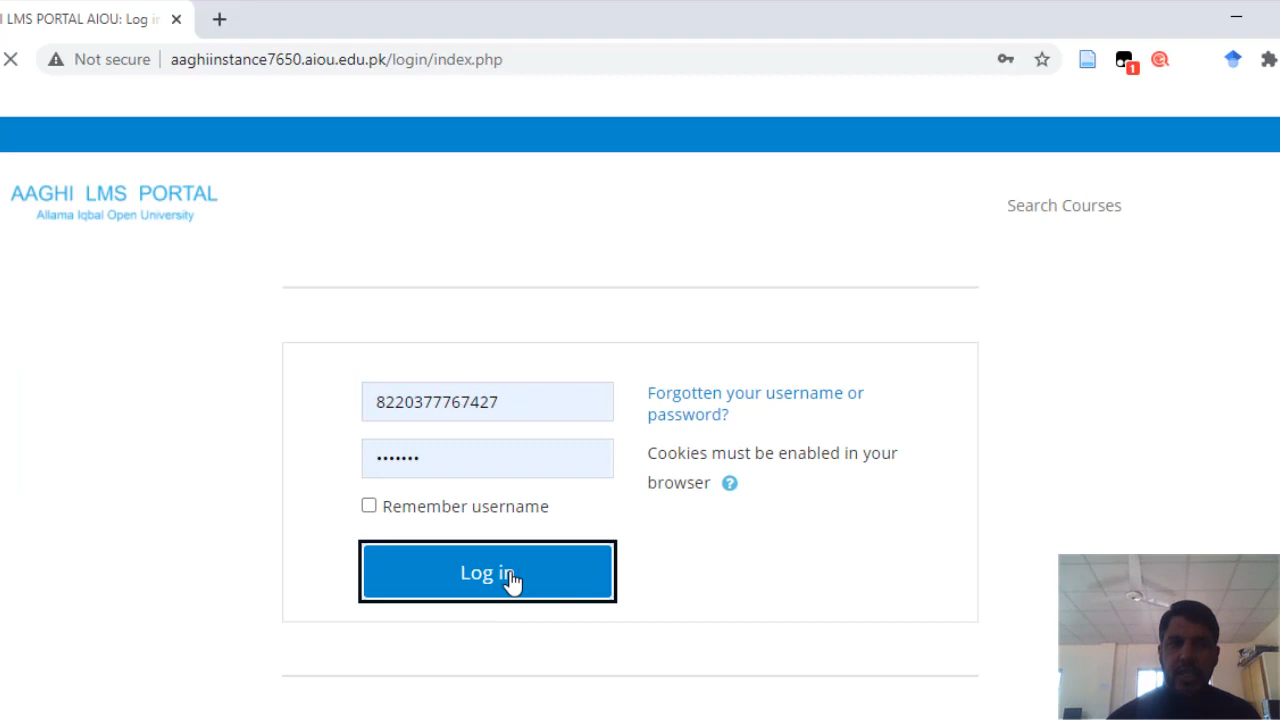 I LMS PORTAL AIOU: Log in
Not secure
aaghiinstance7650.aiou.edu.pk/login/index.php
1
AAGHI LMS PORTAL
Allama Iqbal Open University
Search Courses
8220377767427
Forgotten your username or
password?
•••••••
Cookies must be enabled in your
browser ?
Remember username
Log in